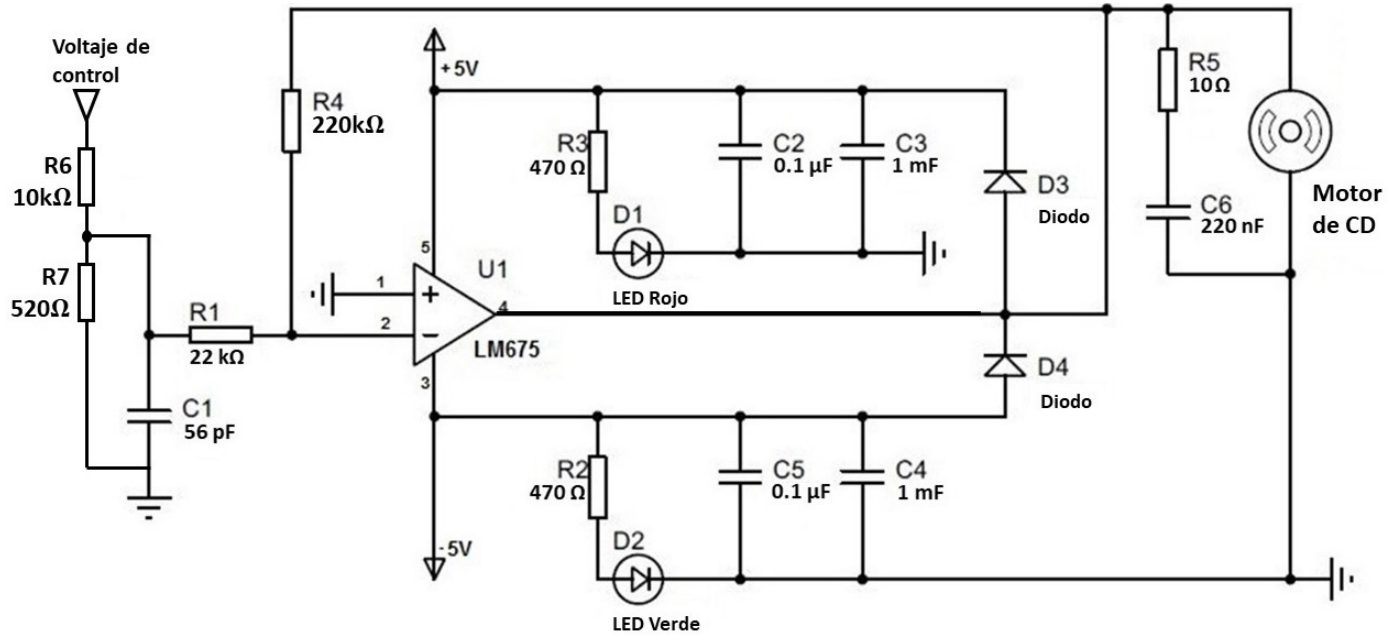 Voltaje de
control
R6
10kΩ
R7
520Ω
R1
22 kΩ
C1
56 pF
R4
220kΩ
+5V
5
1
2
3
4
+
−
U1
LM675
R3
470 Ω
D1
LED Rojo
C2
0.1 µF
C3
1 mF
D3
Diodo
D4
Diodo
R5
10Ω
C6
220 nF
Motor
de CD
-5V
R2
470 Ω
D2
LED Verde
C5
0.1 µF
C4
1 mF